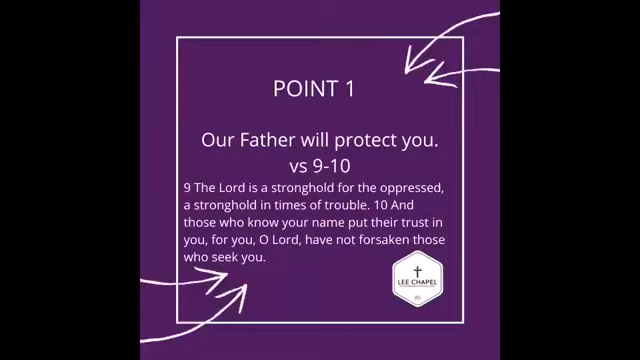 POINT 1
Our Father will protect you.
vs 9-10
9 The Lord is a stronghold for the oppressed,
a stronghold in times of trouble. 10 And
those who know your name put their trust in
you, for you, O Lord, have not forsaken those
who seek you.
LEE CHAPEL